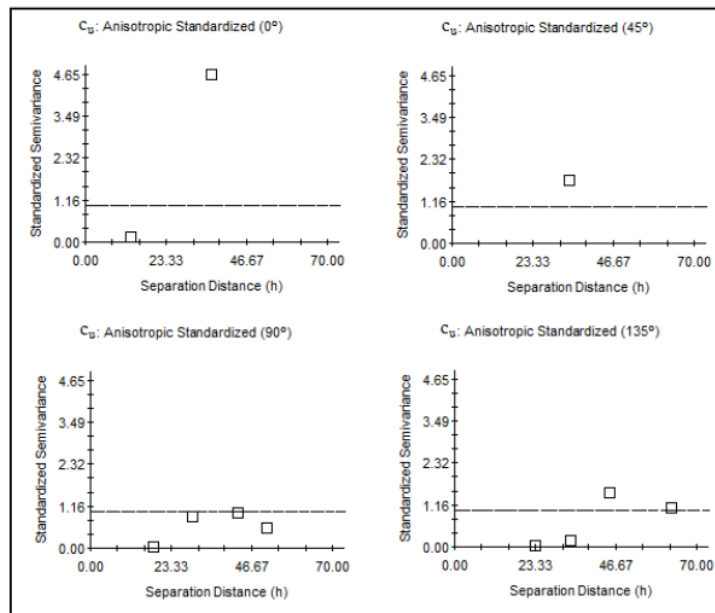 Cᵤ: Anisotropic Standardized (0º)
4.65
3.49
2.32
1.16
0.00
Standardized Semivariance
0.00 23.33 46.67 70.00
Separation Distance (h)
Cᵤ: Anisotropic Standardized (45º)
4.65
3.49
2.32
1.16
0.00
Standardized Semivariance
0.00 23.33 46.67 70.00
Separation Distance (h)
Cᵤ: Anisotropic Standardized (90º)
4.65
3.49
2.32
1.16
0.00
Standardized Semivariance
0.00 23.33 46.67 70.00
Separation Distance (h)
Cᵤ: Anisotropic Standardized (135º)
4.65
3.49
2.32
1.16
0.00
Standardized Semivariance
0.00 23.33 46.67 70.00
Separation Distance (h)